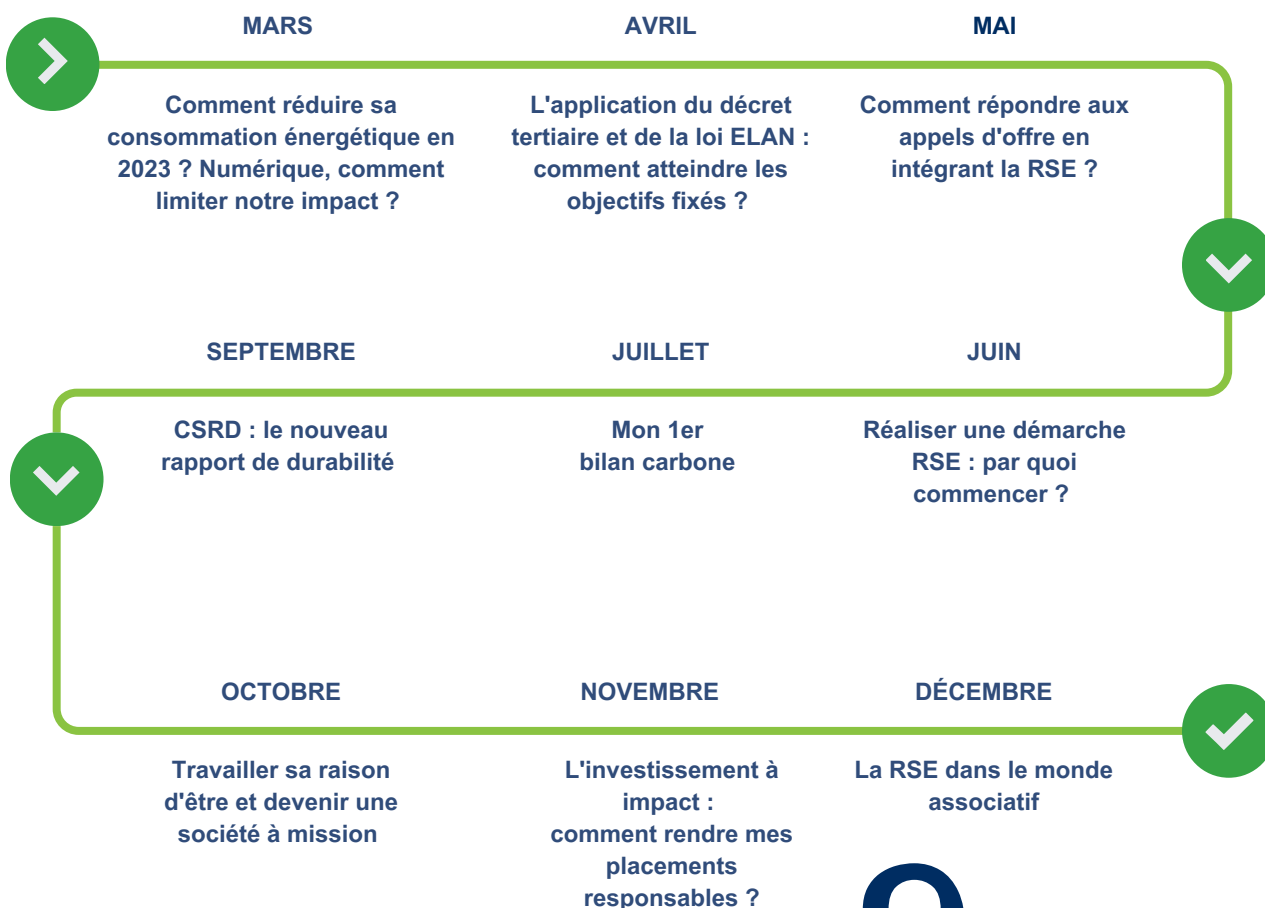 MARS
Comment réduire sa
consommation énergétique en
2023 ? Numérique, comment
limiter notre impact ?
AVRIL
L'application du décret
tertiaire et de la loi ELAN :
comment atteindre les
objectifs fixés ?
MAI
Comment répondre aux
appels d'offre en
intégrant la RSE ?
JUIN
Réaliser une démarche
RSE : par quoi
commencer ?
JUILLET
Mon 1er
bilan carbone
SEPTEMBRE
CSRD : le nouveau
rapport de durabilité
OCTOBRE
Travailler sa raison
d'être et devenir une
société à mission
NOVEMBRE
L'investissement à
impact :
comment rendre mes
placements
responsables ?
DÉCEMBRE
La RSE dans le monde
associatif